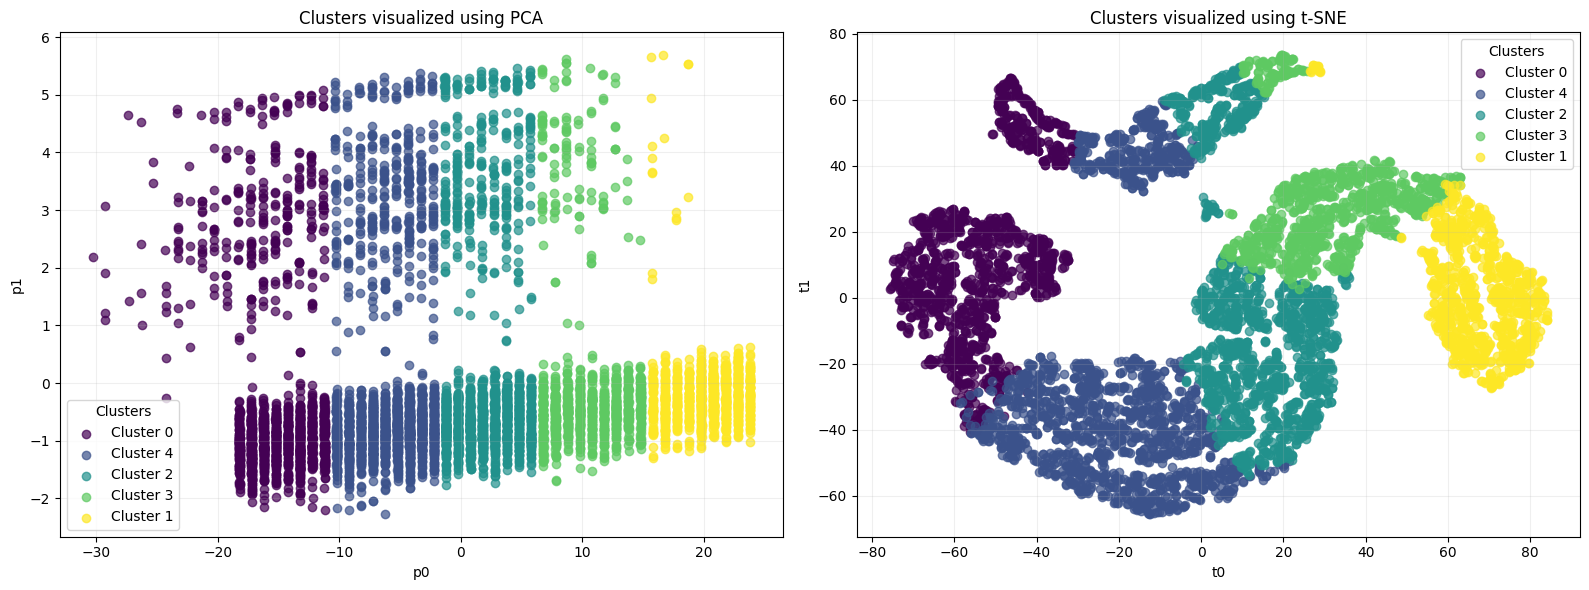 Clusters visualized using PCA
p1
6
5
4
3
2
1
0
−1
−2
−30
−20
−10
0
10
20
p0
Clusters
Cluster 0
Cluster 4
Cluster 2
Cluster 3
Cluster 1
Clusters visualized using t-SNE
t1
80
60
40
20
0
−20
−40
−60
−80
−60
−40
−20
0
20
40
60
80
t0
Clusters
Cluster 0
Cluster 4
Cluster 2
Cluster 3
Cluster 1